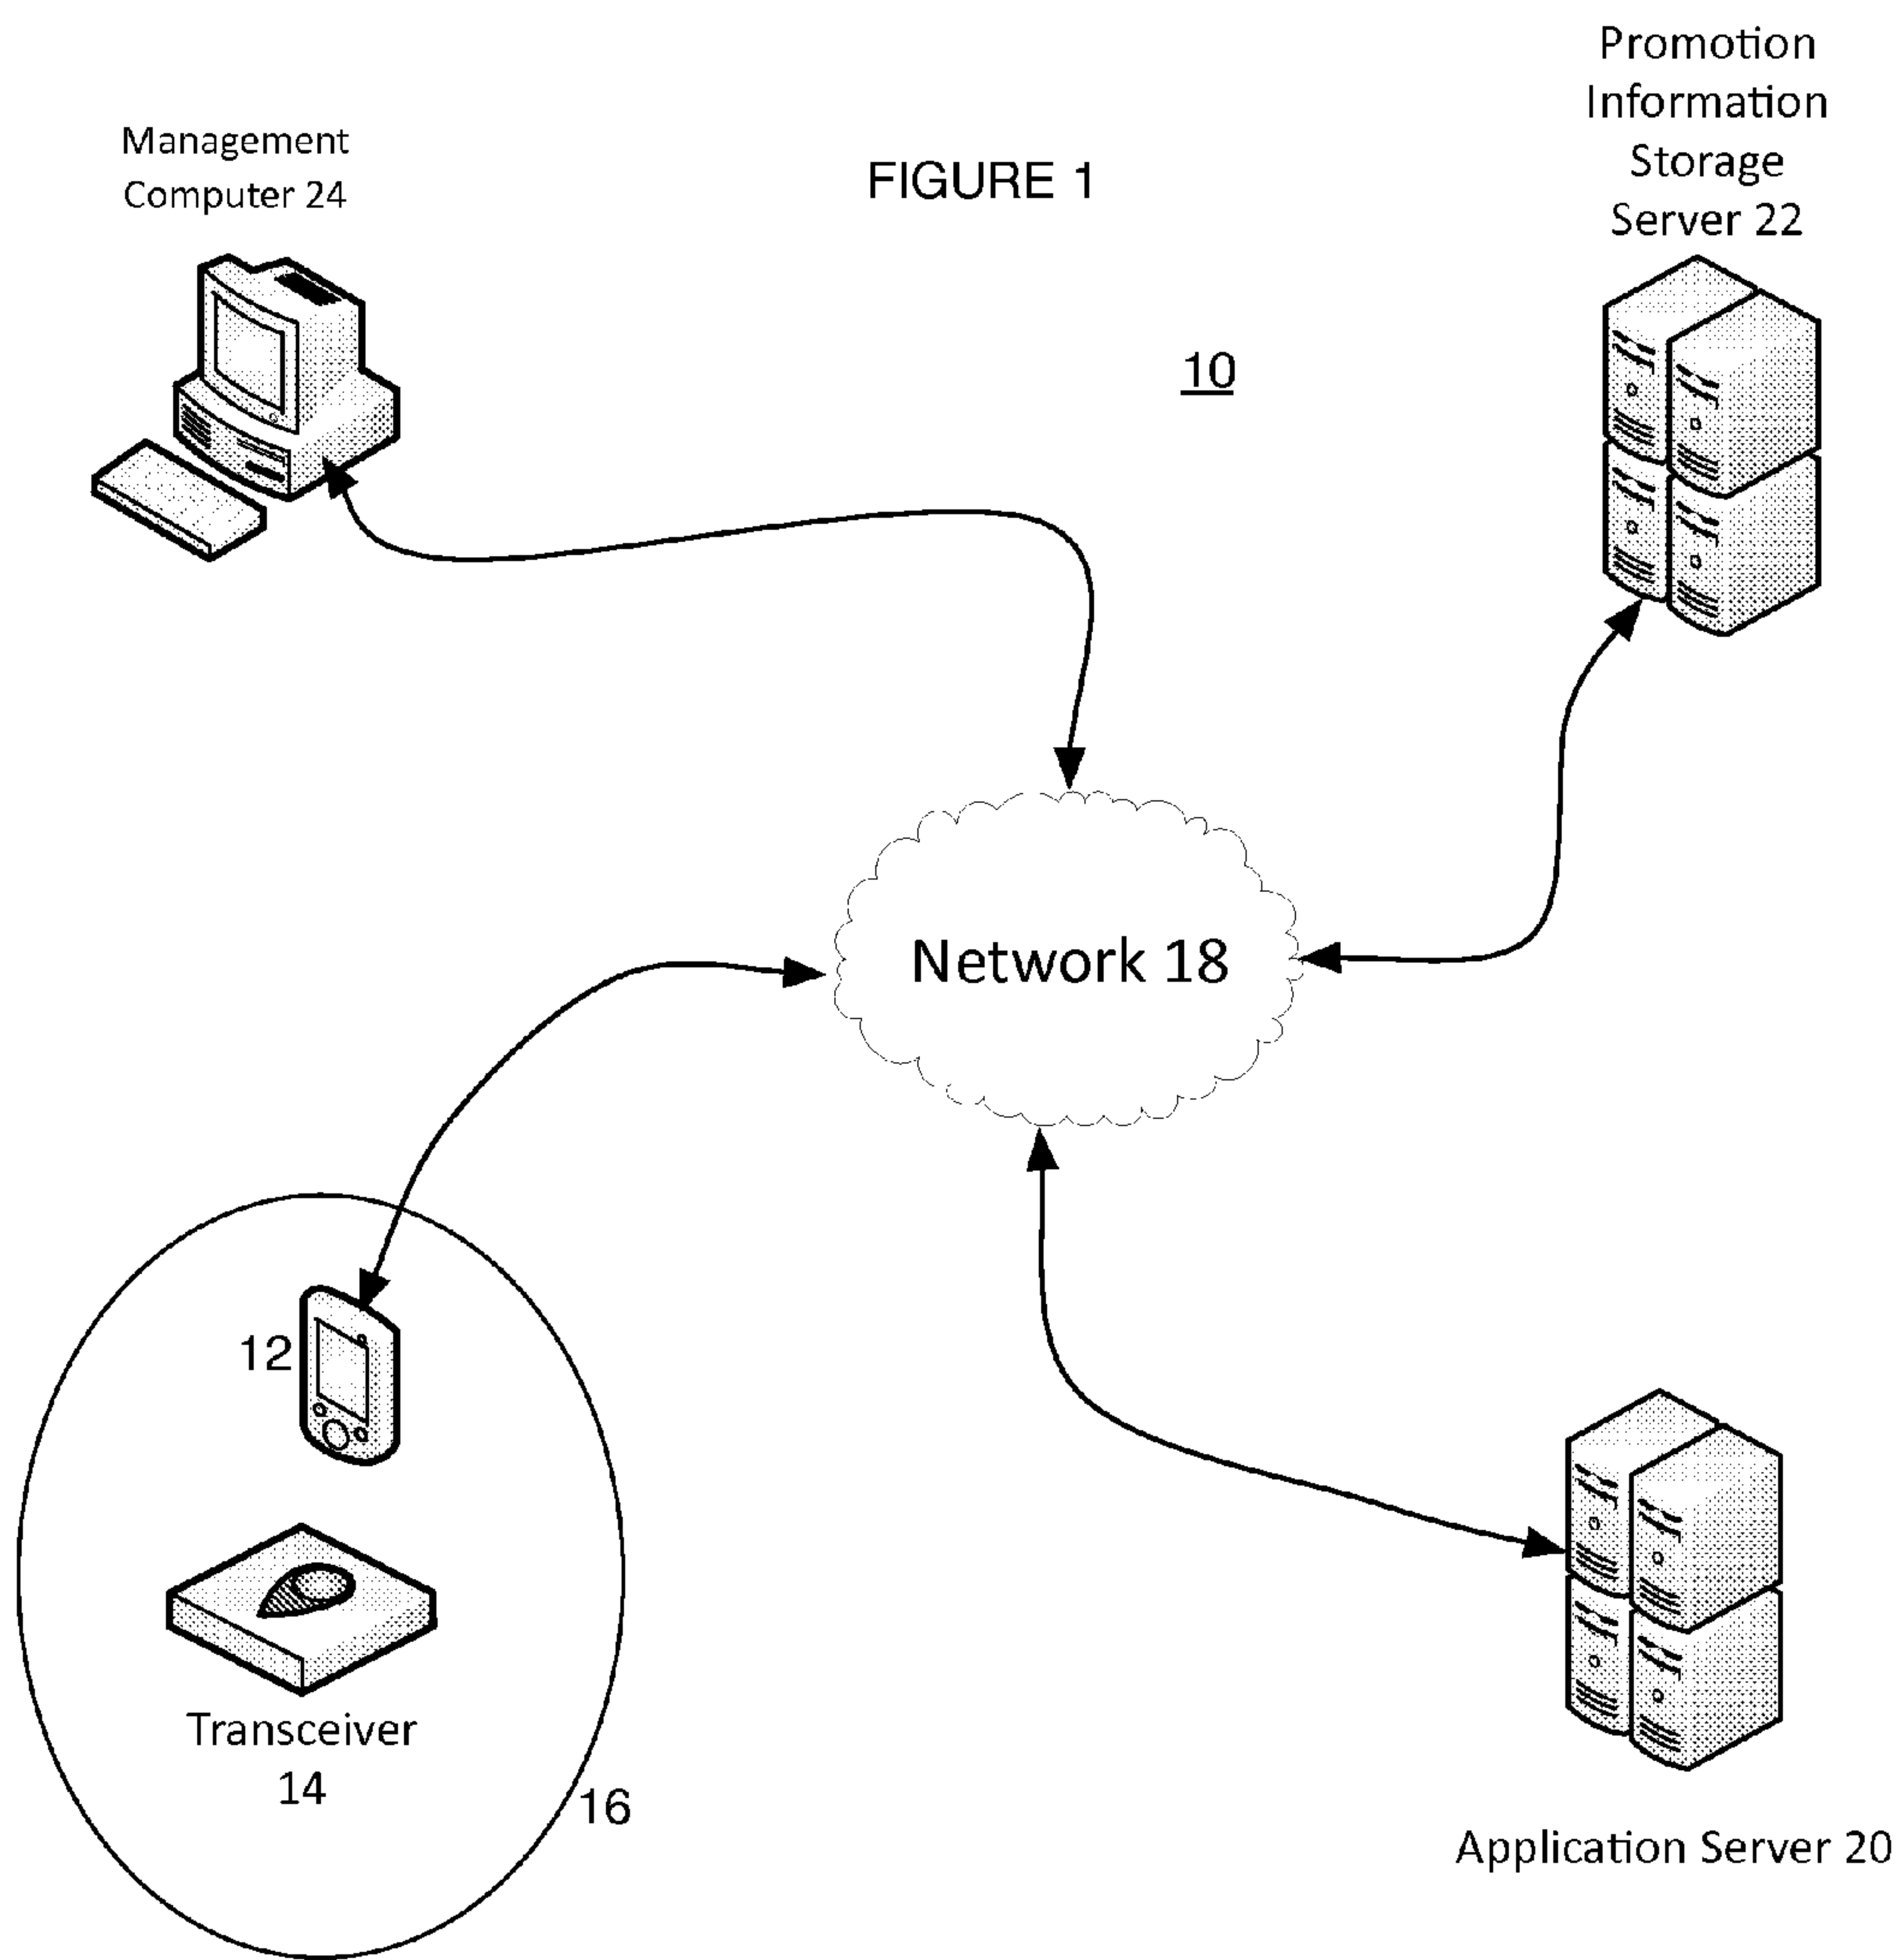 Promotion
Information
Storage
Server 22
Management
Computer 24
FIGURE 1
10
Network 18
12
Transceiver
14
16
Application Server 20